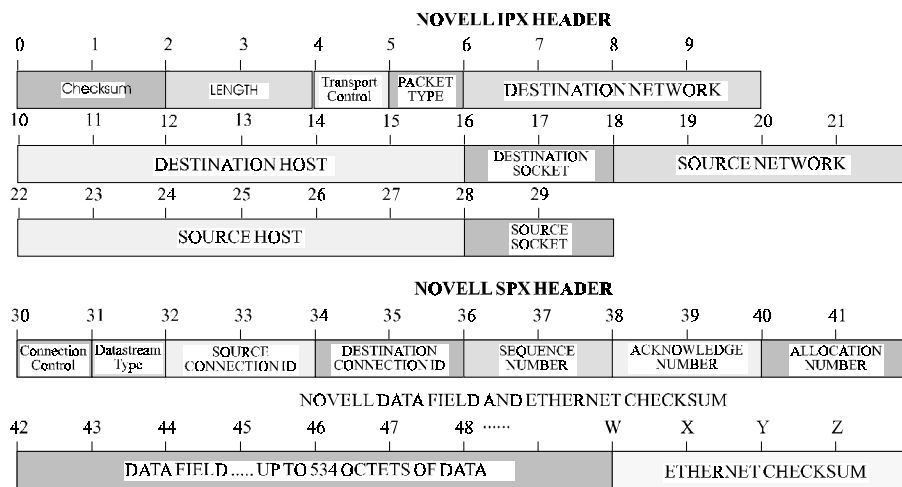 NOVELL IPX HEADER
0 1 2 3 4 5 6 7 8 9
Checksum LENGTH Transport Control PACKET TYPE DESTINATION NETWORK
10 11 12 13 14 15 16 17 18 19 20 21
DESTINATION HOST DESTINATION SOCKET SOURCE NETWORK
22 23 24 25 26 27 28 29
SOURCE HOST SOURCE SOCKET
NOVELL SPX HEADER
30 31 32 33 34 35 36 37 38 39 40 41
Connection Control Datastream Type SOURCE CONNECTION ID DESTINATION CONNECTION ID SEQUENCE NUMBER ACKNOWLEDGE NUMBER ALLOCATION NUMBER
NOVELL DATA FIELD AND ETHERNET CHECKSUM
42 43 44 45 46 47 48 ...... W X Y Z
DATA FIELD ..... UP TO 534 OCTETS OF DATA ETHERNET CHECKSUM